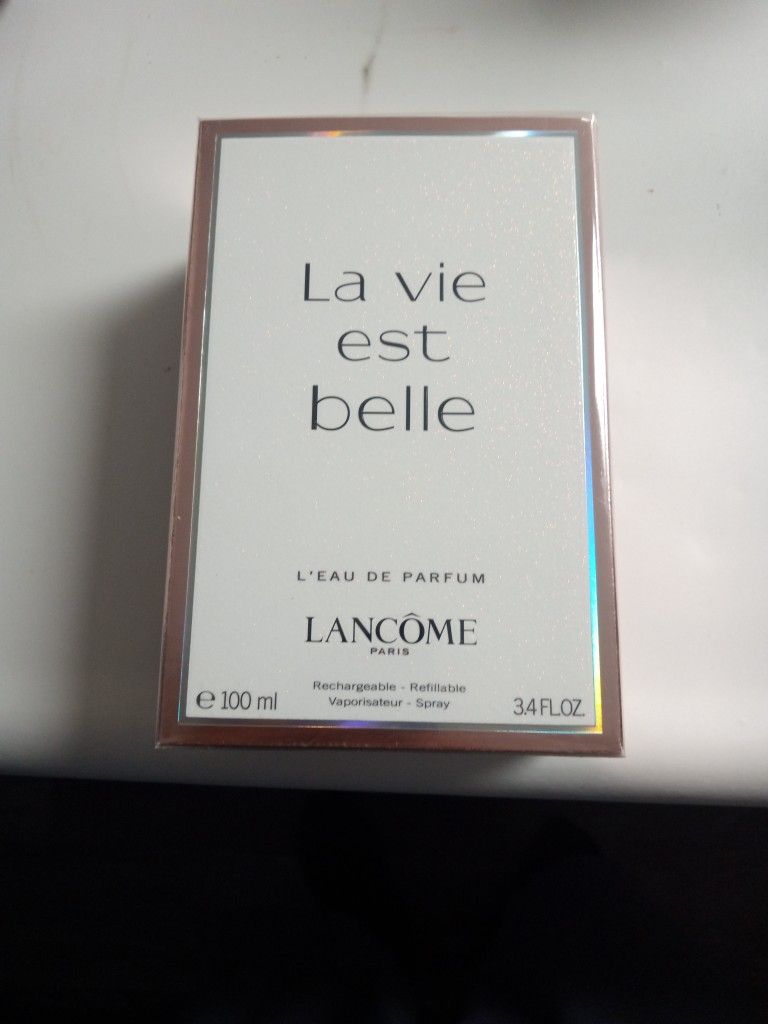 La vie
est
belle
L'EAU DE PARFUM
LANCÔME
PARIS
Rechargeable - Refillable
Vaporisateur - Spray
℮ 100 ml
3.4 FL.OZ.